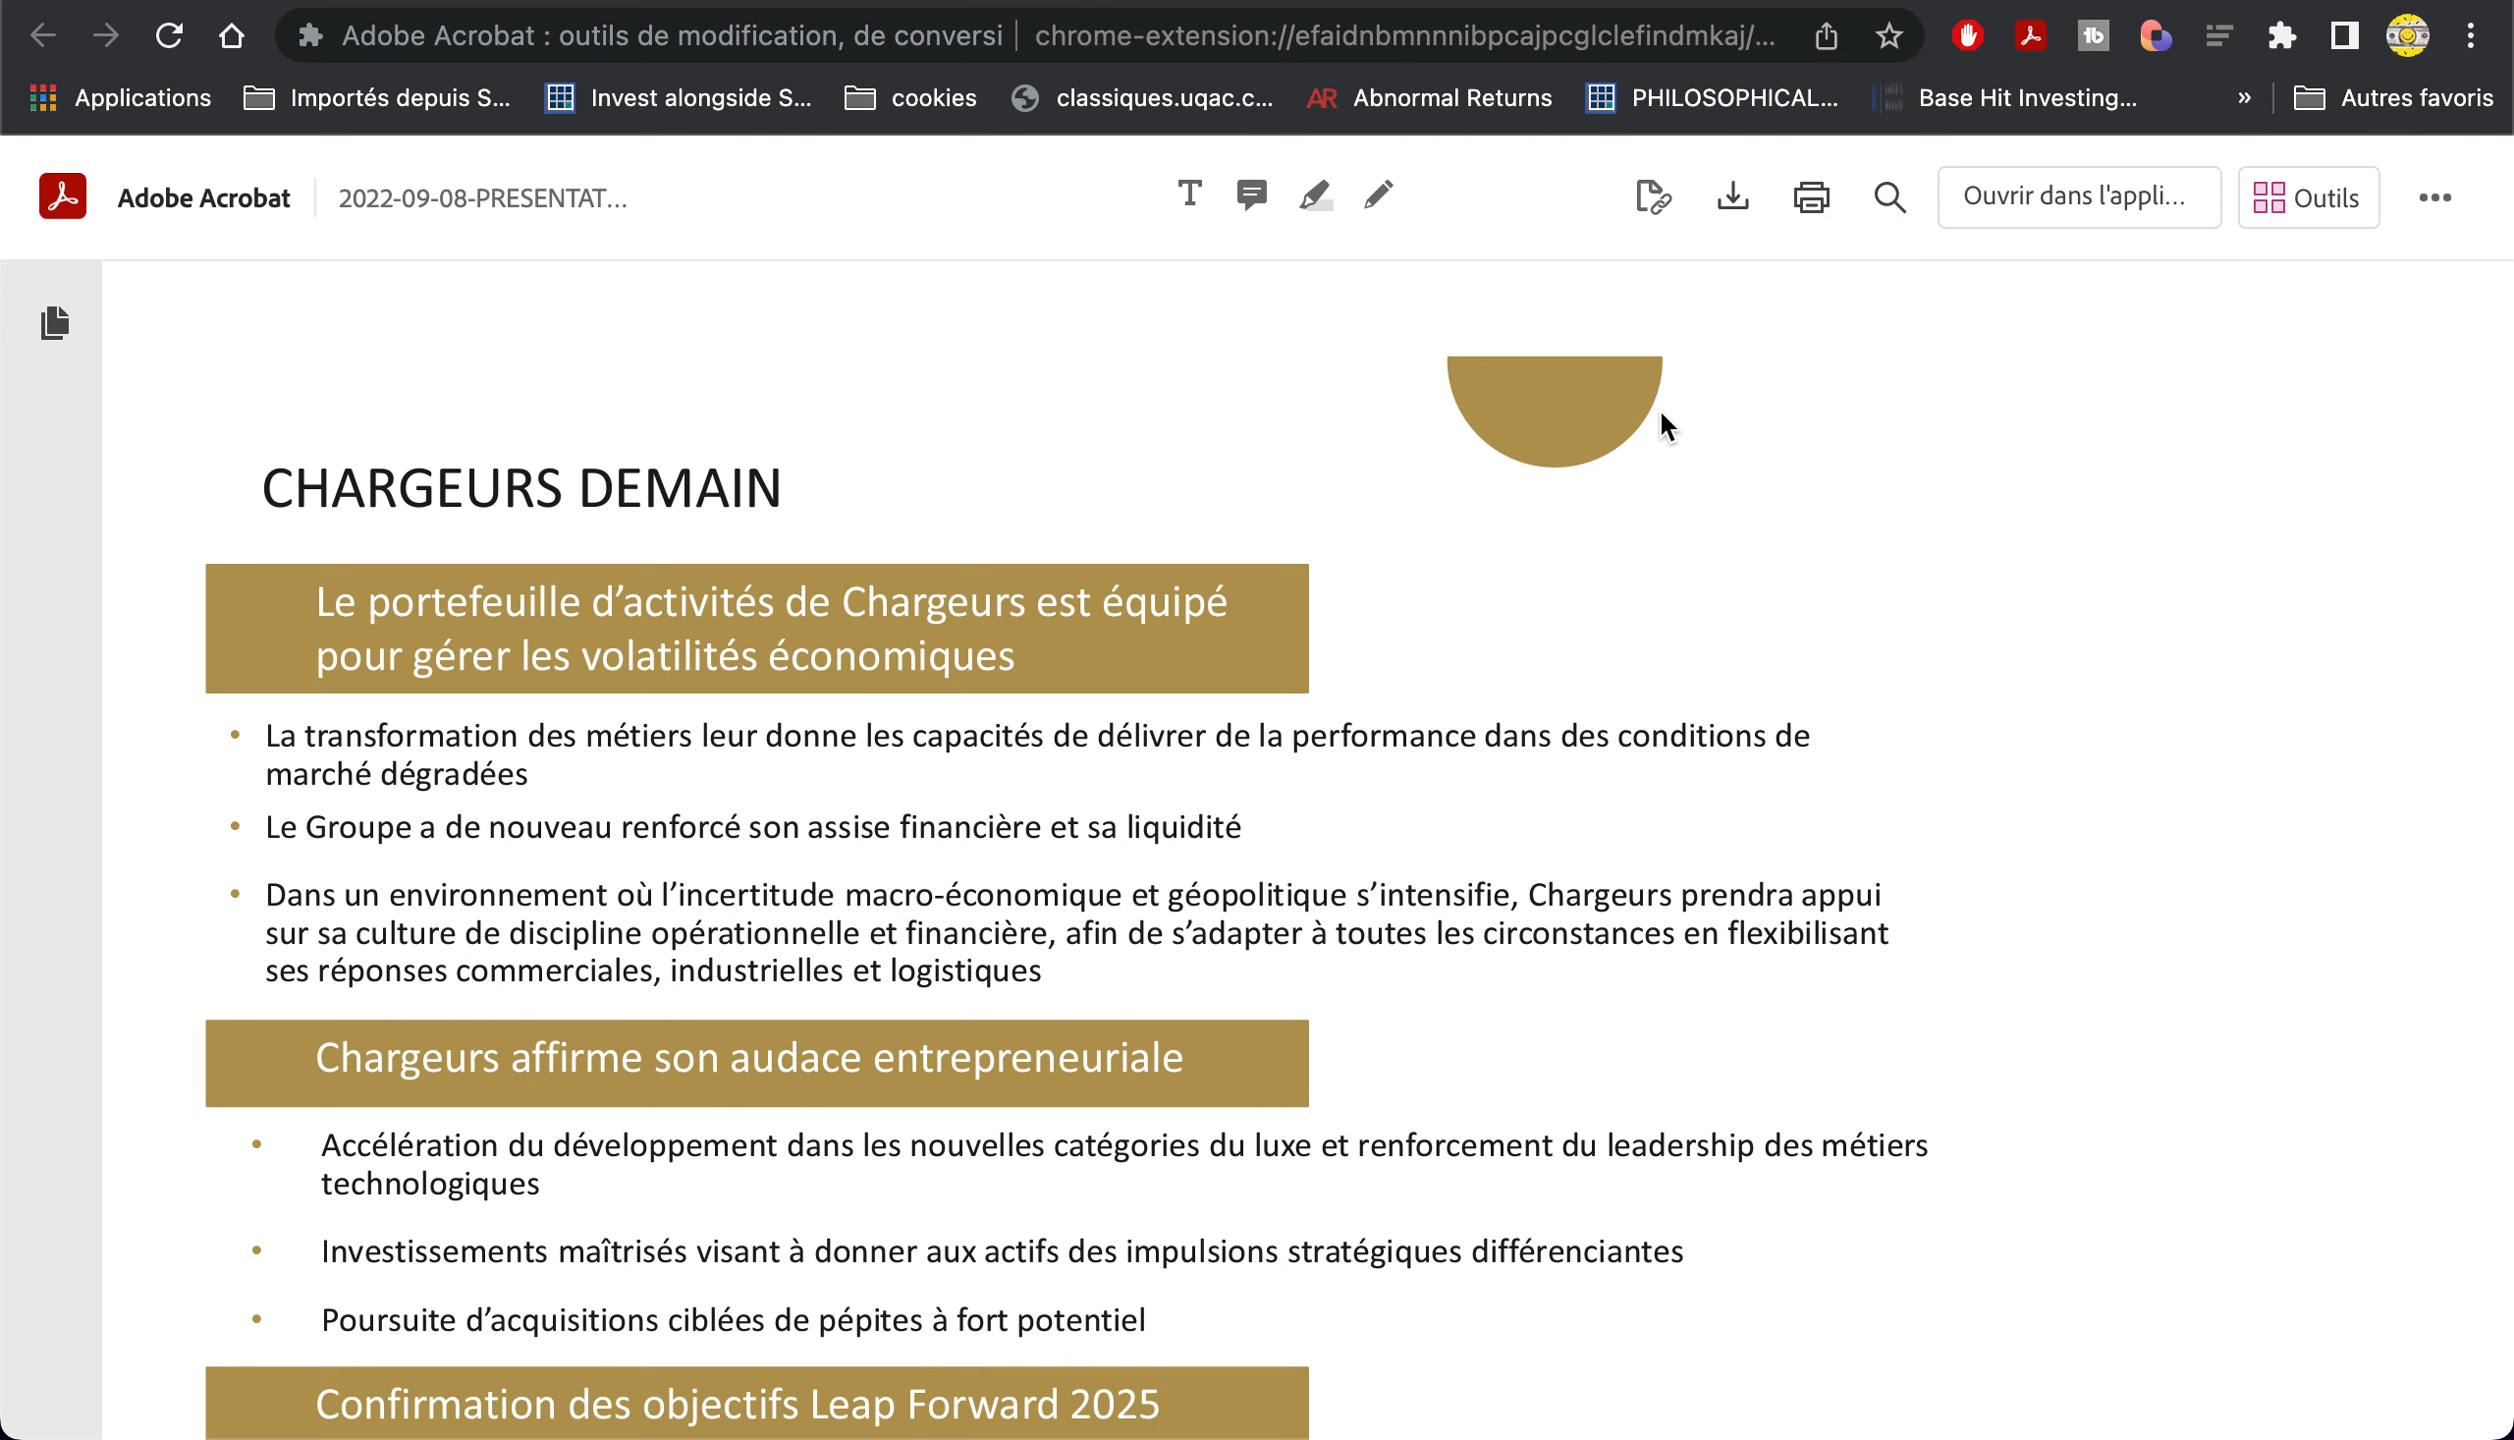 Adobe Acrobat : outils de modification, de conversi | chrome-extension://efaidnbmnnnibpcajpcglclefindmkaj/...
Applications Importés depuis S... Invest alongside S... cookies classiques.uqac.c... AR Abnormal Returns PHILOSOPHICAL... Base Hit Investing... » Autres favoris
Adobe Acrobat 2022-09-08-PRESENTAT... Ouvrir dans l'appli... Outils
CHARGEURS DEMAIN
Le portefeuille d’activités de Chargeurs est équipé
pour gérer les volatilités économiques
• La transformation des métiers leur donne les capacités de délivrer de la performance dans des conditions de
marché dégradées
• Le Groupe a de nouveau renforcé son assise financière et sa liquidité
• Dans un environnement où l’incertitude macro-économique et géopolitique s’intensifie, Chargeurs prendra appui
sur sa culture de discipline opérationnelle et financière, afin de s’adapter à toutes les circonstances en flexibilisant
ses réponses commerciales, industrielles et logistiques
Chargeurs affirme son audace entrepreneuriale
• Accélération du développement dans les nouvelles catégories du luxe et renforcement du leadership des métiers
technologiques
• Investissements maîtrisés visant à donner aux actifs des impulsions stratégiques différenciantes
• Poursuite d’acquisitions ciblées de pépites à fort potentiel
Confirmation des objectifs Leap Forward 2025